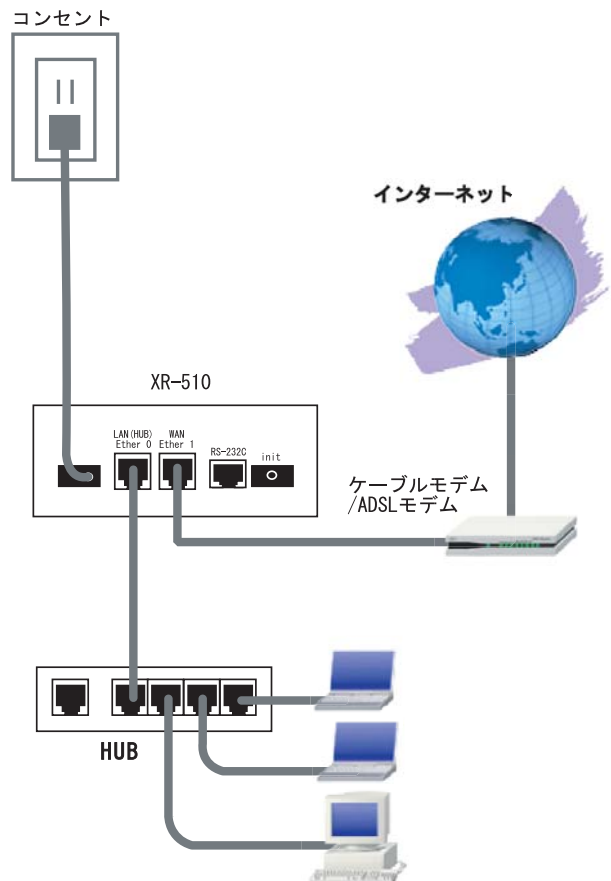 コンセント
インターネット
XR-510
LAN(HUB)
Ether 0
WAN
Ether 1
RS-232C
init
ケーブルモデム
/ADSLモデム
HUB